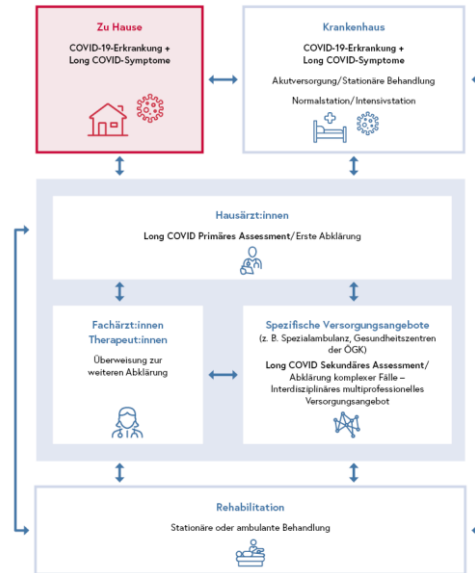 Zu Hause
COVID-19-Erkrankung +
Long COVID-Symptome
Krankenhaus
COVID-19-Erkrankung +
Long COVID-Symptome
Akutversorgung/Stationäre Behandlung
Normalstation/Intensivstation
Hausärzt:innen
Long COVID Primäres Assessment/Erste Abklärung
Fachärzt:innen
Therapeut:innen
Überweisung zur
weiteren Abklärung
Spezifische Versorgungsangebote
(z. B. Spezialambulanz, Gesundheitszentren
der ÖGK)
Long COVID Sekundäres Assessment/
Abklärung komplexer Fälle –
Interdisziplinäres multiprofessionelles
Versorgungsangebot
Rehabilitation
Stationäre oder ambulante Behandlung